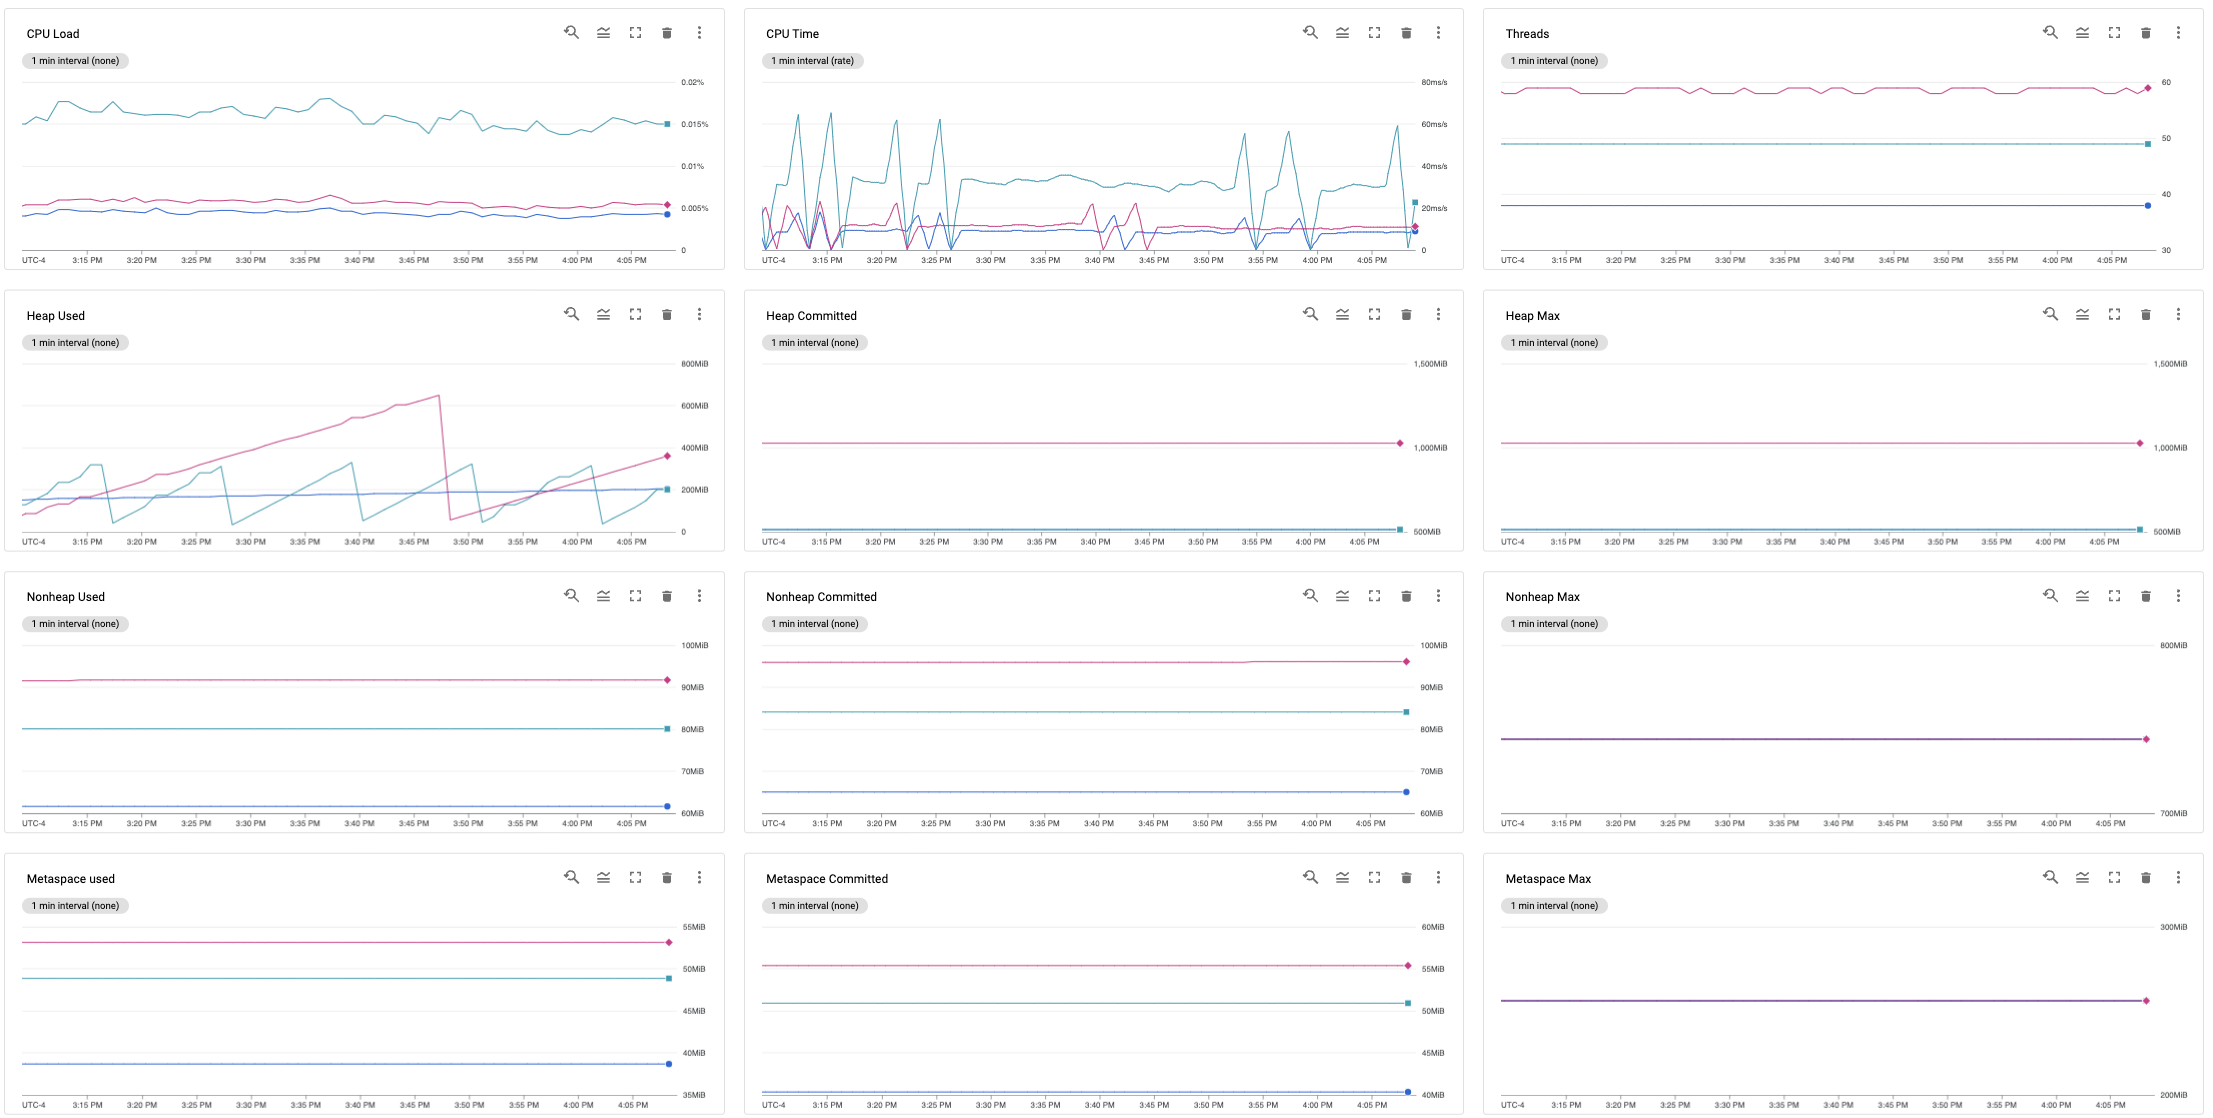 CPU Load
1 min interval (none)
0.02%
0.015%
0.01%
0.005%
0
UTC-4 3:15 PM 3:20 PM 3:25 PM 3:30 PM 3:35 PM 3:40 PM 3:45 PM 3:50 PM 3:55 PM 4:00 PM 4:05 PM
CPU Time
1 min interval (rate)
80ms/s
60ms/s
40ms/s
20ms/s
0
UTC-4 3:15 PM 3:20 PM 3:25 PM 3:30 PM 3:35 PM 3:40 PM 3:45 PM 3:50 PM 3:55 PM 4:00 PM 4:05 PM
Threads
1 min interval (none)
60
50
40
30
UTC-4 3:15 PM 3:20 PM 3:25 PM 3:30 PM 3:35 PM 3:40 PM 3:45 PM 3:50 PM 3:55 PM 4:00 PM 4:05 PM
Heap Used
1 min interval (none)
800MiB
600MiB
400MiB
200MiB
0
UTC-4 3:15 PM 3:20 PM 3:25 PM 3:30 PM 3:35 PM 3:40 PM 3:45 PM 3:50 PM 3:55 PM 4:00 PM 4:05 PM
Heap Committed
1 min interval (none)
1,500MiB
1,000MiB
500MiB
UTC-4 3:15 PM 3:20 PM 3:25 PM 3:30 PM 3:35 PM 3:40 PM 3:45 PM 3:50 PM 3:55 PM 4:00 PM 4:05 PM
Heap Max
1 min interval (none)
1,500MiB
1,000MiB
500MiB
UTC-4 3:15 PM 3:20 PM 3:25 PM 3:30 PM 3:35 PM 3:40 PM 3:45 PM 3:50 PM 3:55 PM 4:00 PM 4:05 PM
Nonheap Used
1 min interval (none)
100MiB
90MiB
80MiB
70MiB
60MiB
UTC-4 3:15 PM 3:20 PM 3:25 PM 3:30 PM 3:35 PM 3:40 PM 3:45 PM 3:50 PM 3:55 PM 4:00 PM 4:05 PM
Nonheap Committed
1 min interval (none)
100MiB
90MiB
80MiB
70MiB
60MiB
UTC-4 3:15 PM 3:20 PM 3:25 PM 3:30 PM 3:35 PM 3:40 PM 3:45 PM 3:50 PM 3:55 PM 4:00 PM 4:05 PM
Nonheap Max
1 min interval (none)
800MiB
700MiB
UTC-4 3:15 PM 3:20 PM 3:25 PM 3:30 PM 3:35 PM 3:40 PM 3:45 PM 3:50 PM 3:55 PM 4:00 PM 4:05 PM
Metaspace used
1 min interval (none)
55MiB
50MiB
45MiB
40MiB
35MiB
UTC-4 3:15 PM 3:20 PM 3:25 PM 3:30 PM 3:35 PM 3:40 PM 3:45 PM 3:50 PM 3:55 PM 4:00 PM 4:05 PM
Metaspace Committed
1 min interval (none)
60MiB
55MiB
50MiB
45MiB
40MiB
UTC-4 3:15 PM 3:20 PM 3:25 PM 3:30 PM 3:35 PM 3:40 PM 3:45 PM 3:50 PM 3:55 PM 4:00 PM 4:05 PM
Metaspace Max
1 min interval (none)
300MiB
200MiB
UTC-4 3:15 PM 3:20 PM 3:25 PM 3:30 PM 3:35 PM 3:40 PM 3:45 PM 3:50 PM 3:55 PM 4:00 PM 4:05 PM